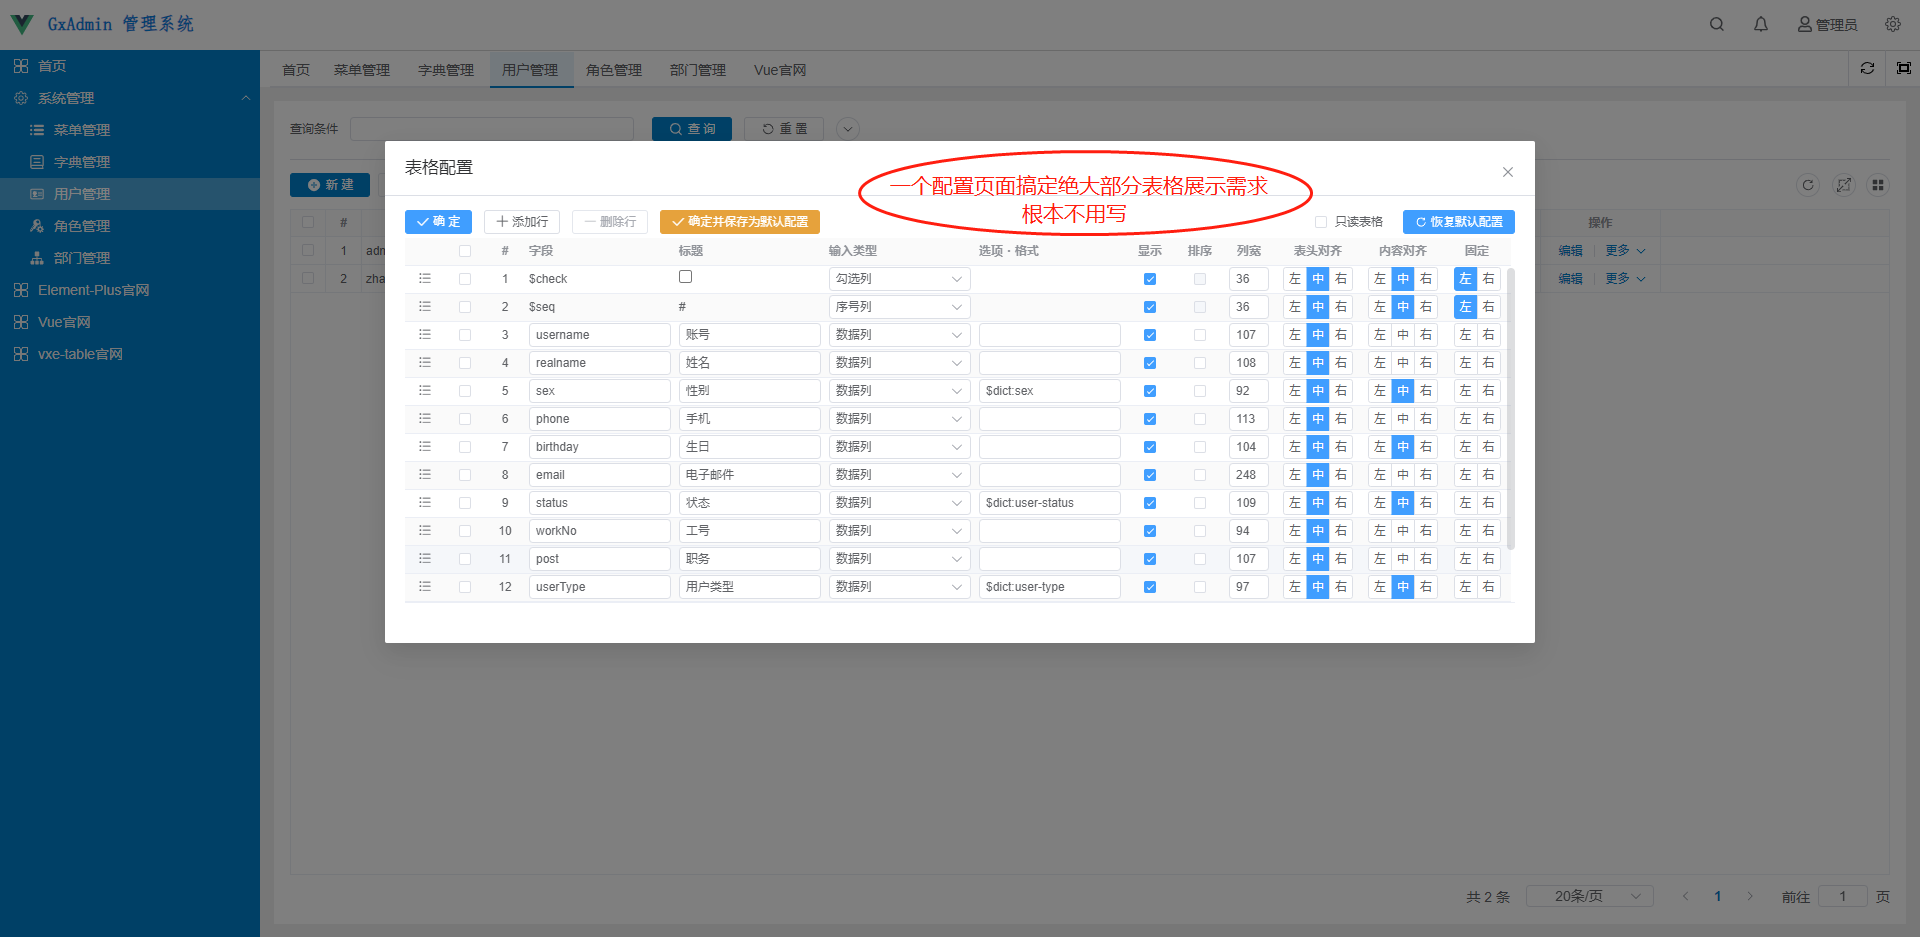 GxAdmin 管理系统
管理员
首页
系统管理
菜单管理
字典管理
用户管理
角色管理
部门管理
Element-Plus官网
Vue官网
vxe-table官网
首页 菜单管理 字典管理 用户管理 角色管理 部门管理 Vue官网
查询条件 查 询 重 置
新 建
# 操作
1 adn 编辑 更多
2 zha 编辑 更多
表格配置
一个配置页面搞定绝大部分表格展示需求
根本不用写
确 定 添加行 删除行 确定并保存为默认配置 只读表格 恢复默认配置
# 字段 标题 输入类型 选项・格式 显示 排序 列宽 表头对齐 内容对齐 固定
1 $check 勾选列 36 左 中 右 左 中 右 左 右
2 $seq # 序号列 36 左 中 右 左 中 右 左 右
3 username 账号 数据列 107 左 中 右 左 中 右 左 右
4 realname 姓名 数据列 108 左 中 右 左 中 右 左 右
5 sex 性别 数据列 $dict:sex 92 左 中 右 左 中 右 左 右
6 phone 手机 数据列 113 左 中 右 左 中 右 左 右
7 birthday 生日 数据列 104 左 中 右 左 中 右 左 右
8 email 电子邮件 数据列 248 左 中 右 左 中 右 左 右
9 status 状态 数据列 $dict:user-status 109 左 中 右 左 中 右 左 右
10 workNo 工号 数据列 94 左 中 右 左 中 右 左 右
11 post 职务 数据列 107 左 中 右 左 中 右 左 右
12 userType 用户类型 数据列 $dict:user-type 97 左 中 右 左 中 右 左 右
共 2 条 20条/页 1 前往 1 页